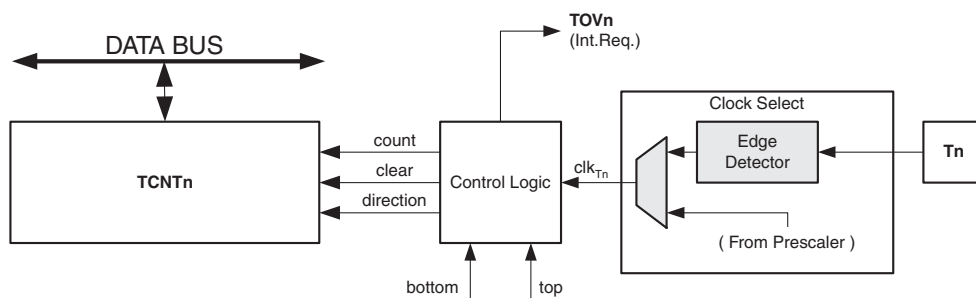 TOVn
(Int.Req.)
DATA BUS
Clock Select
TCNTn
count
clear
direction
Control Logic
clkTn
Edge
Detector
Tn
( From Prescaler )
bottom
top